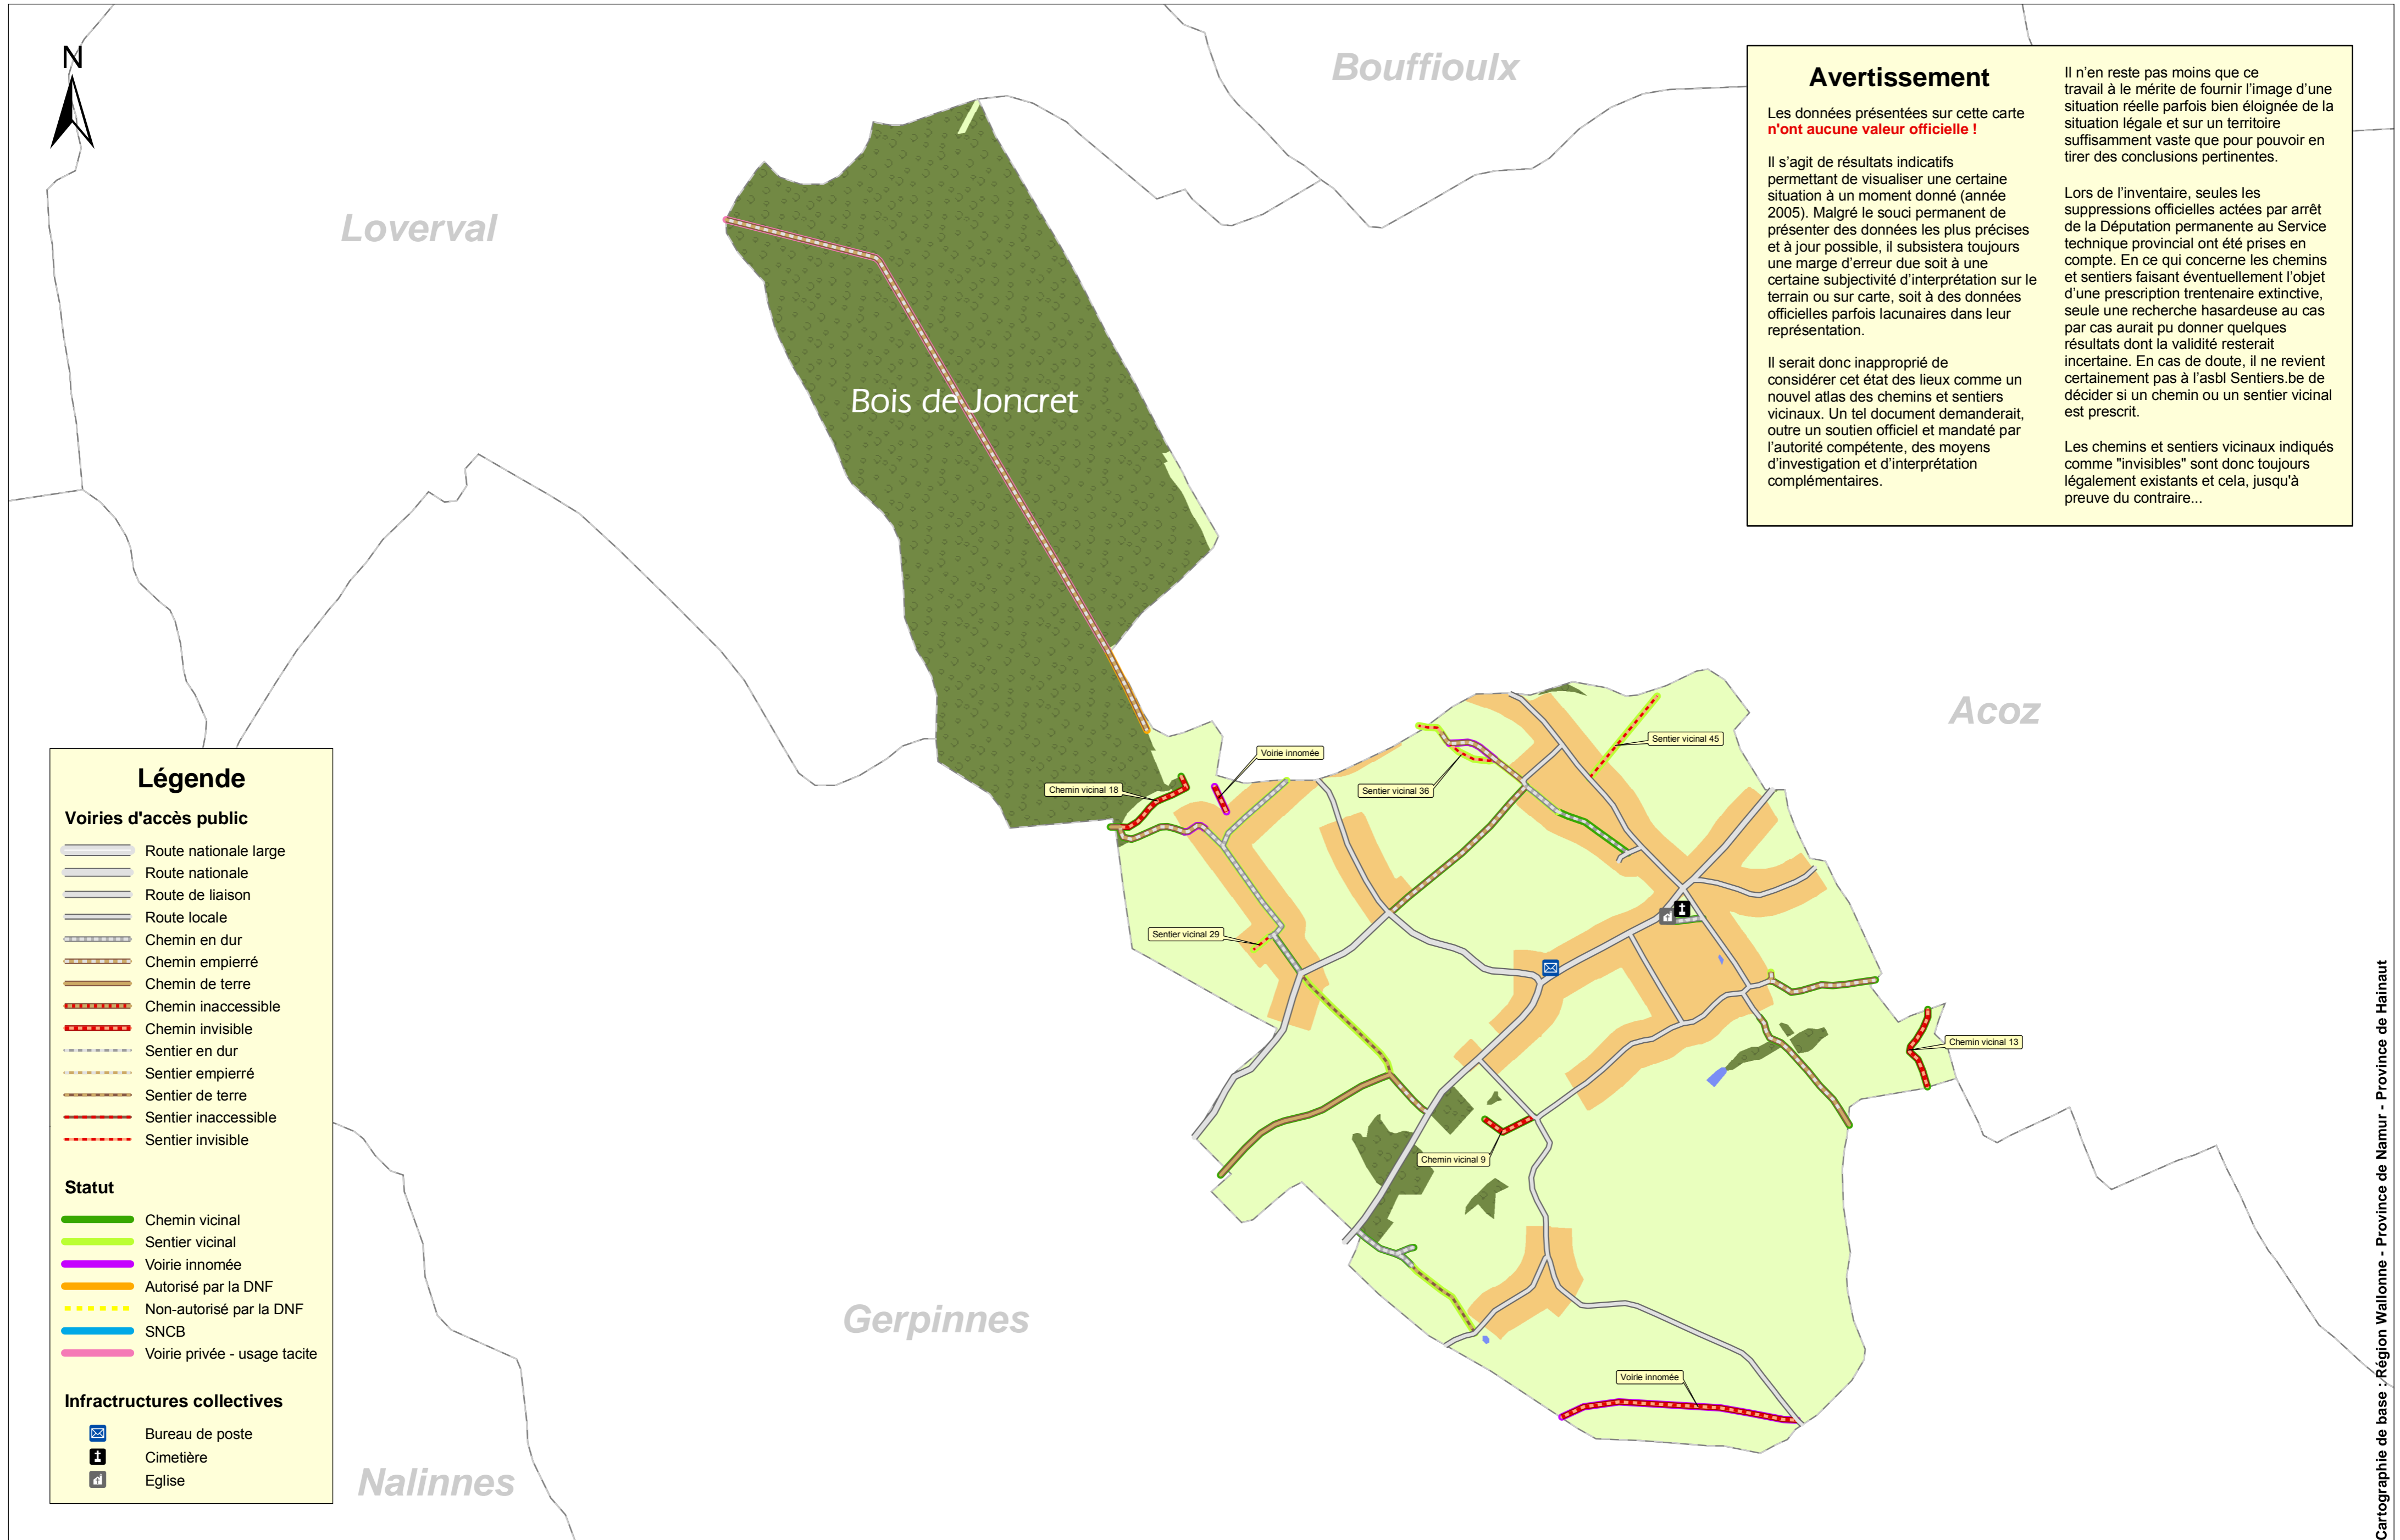 N
Bouffioulx
Loverval
Bois de Joncret
Acoz
Gerpinnes
Nalinnes
Avertissement
Les données présentées sur cette carte
n'ont aucune valeur officielle !
Il s’agit de résultats indicatifs
permettant de visualiser une certaine
situation à un moment donné (année
2005). Malgré le souci permanent de
présenter des données les plus précises
et à jour possible, il subsistera toujours
une marge d’erreur due soit à une
certaine subjectivité d’interprétation sur le
terrain ou sur carte, soit à des données
officielles parfois lacunaires dans leur
représentation.
Il serait donc inapproprié de
considérer cet état des lieux comme un
nouvel atlas des chemins et sentiers
vicinaux. Un tel document demanderait,
outre un soutien officiel et mandaté par
l’autorité compétente, des moyens
d’investigation et d’interprétation
complémentaires.
Il n’en reste pas moins que ce
travail à le mérite de fournir l’image d’une
situation réelle parfois bien éloignée de la
situation légale et sur un territoire
suffisamment vaste que pour pouvoir en
tirer des conclusions pertinentes.
Lors de l’inventaire, seules les
suppressions officielles actées par arrêt
de la Députation permanente au Service
technique provincial ont été prises en
compte. En ce qui concerne les chemins
et sentiers faisant éventuellement l’objet
d’une prescription trentenaire extinctive,
seule une recherche hasardeuse au cas
par cas aurait pu donner quelques
résultats dont la validité resterait
incertaine. En cas de doute, il ne revient
certainement pas à l’asbl Sentiers.be de
décider si un chemin ou un sentier vicinal
est prescrit.
Les chemins et sentiers vicinaux indiqués
comme "invisibles" sont donc toujours
légalement existants et cela, jusqu'à
preuve du contraire...
Voirie innomée
Chemin vicinal 18
Sentier vicinal 45
Sentier vicinal 36
Sentier vicinal 29
Chemin vicinal 13
Chemin vicinal 9
Voirie innomée
Légende
Voiries d'accès public
Route nationale large
Route nationale
Route de liaison
Route locale
Chemin en dur
Chemin empierré
Chemin de terre
Chemin inaccessible
Chemin invisible
Sentier en dur
Sentier empierré
Sentier de terre
Sentier inaccessible
Sentier invisible
Statut
Chemin vicinal
Sentier vicinal
Voirie innomée
Autorisé par la DNF
Non-autorisé par la DNF
SNCB
Voirie privée - usage tacite
Infractructures collectives
Bureau de poste
Cimetière
Eglise
Cartographie de base : Région Wallonne - Province de Namur - Province de Hainaut